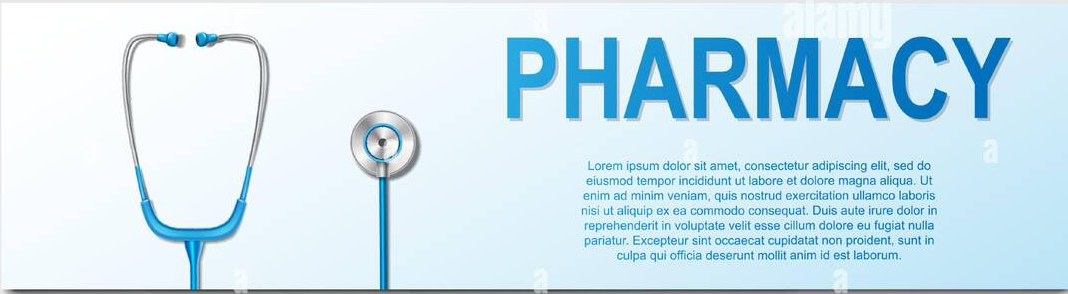 alamy
PHARMACY
Lorem ipsum dolor sit amet, consectetur adipiscing elit, sed do
eiusmod tempor incididunt ut labore et dolore magna aliqua. Ut
enim ad minim veniam, quis nostrud exercitation ullamco laboris
nisi ut aliquip ex ea commodo consequat. Duis aute irure dolor in
reprehenderit in voluptate velit esse cillum dolore eu fugiat nulla
pariatur. Excepteur sint occaecat cupidatat non proident, sunt in
culpa qui officia deserunt mollit anim id est laborum.